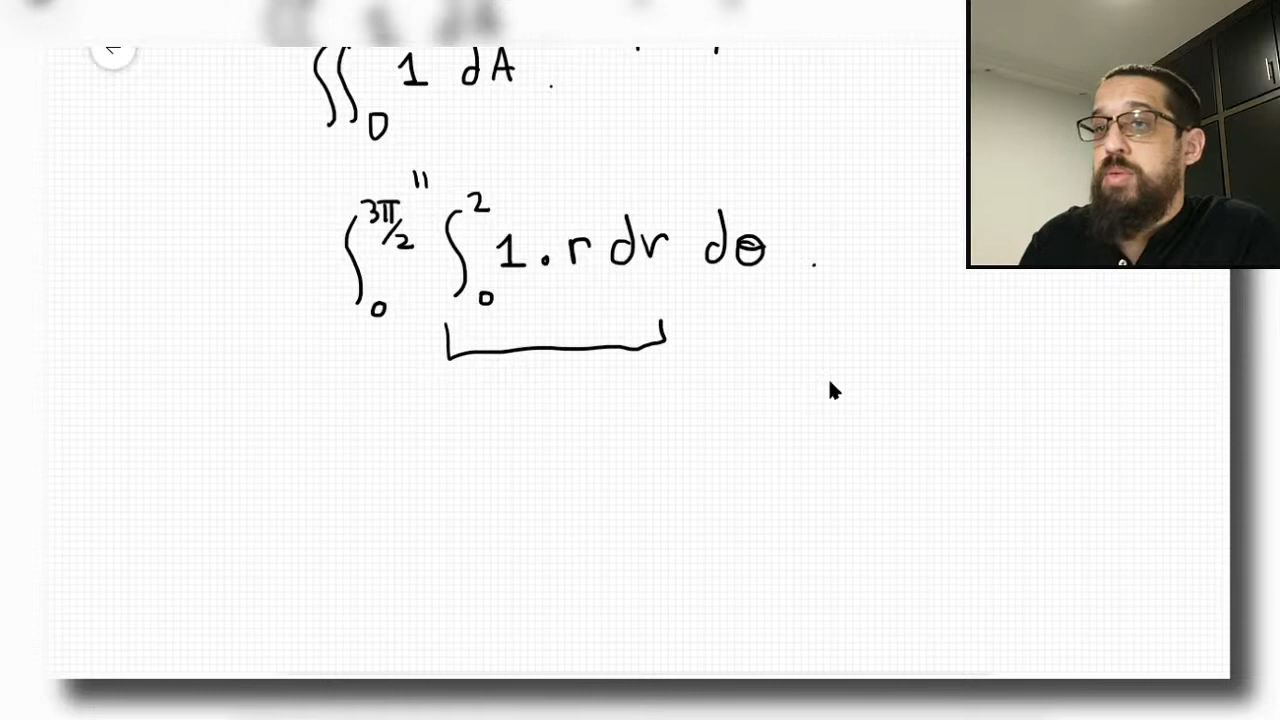 ∬_D 1 dA .
"
∫_0^{3π/2} ∫_0^2 1 . r dr dθ .